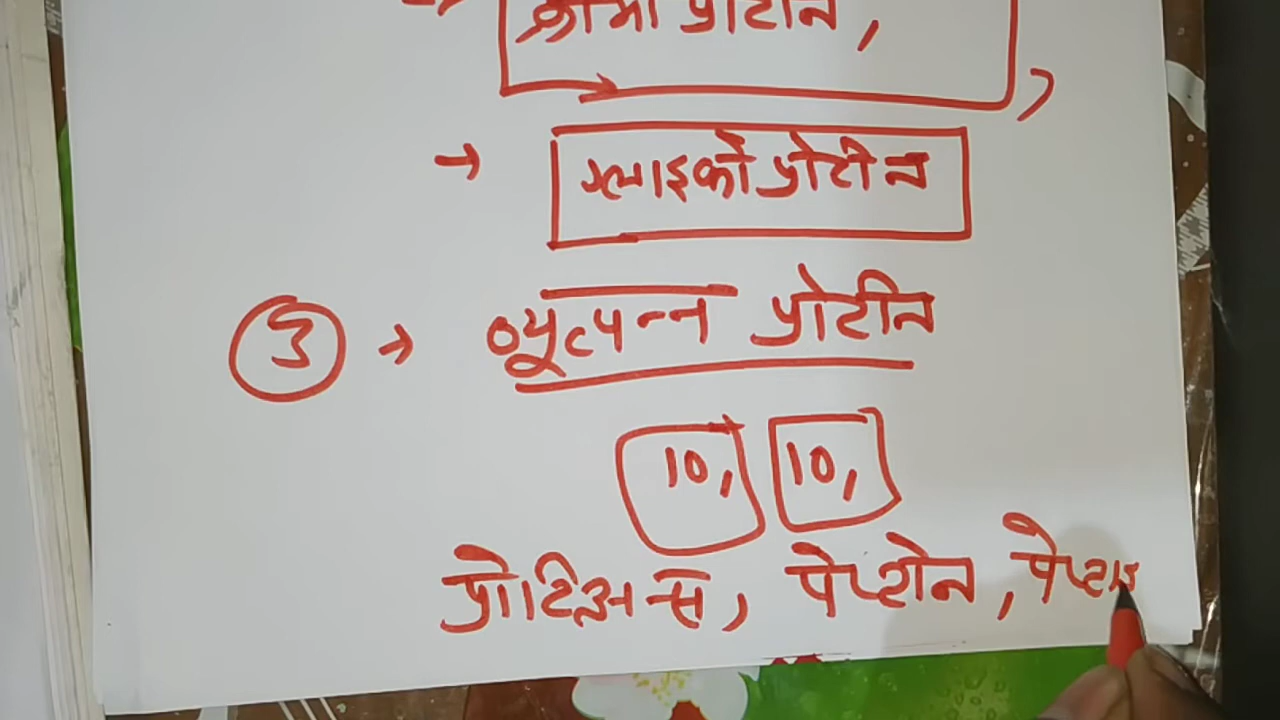 क्रोमो प्रोटीन,
→ ग्लाइको प्रोटीन
3 → व्युत्पन्न प्रोटीन
10, 10,
प्रोटिअन्स, पेप्टोन,